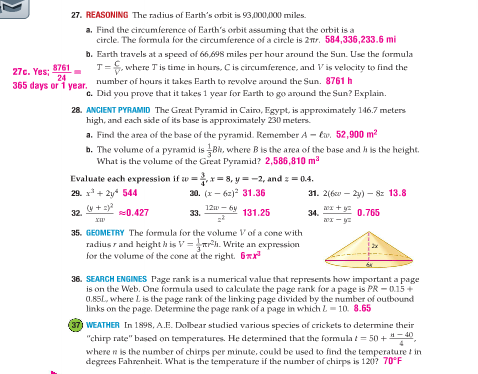 27. REASONING The radius of Earth's orbit is 93,000,000 miles.
a. Find the circumference of Earth's orbit assuming that the orbit is a
circle. The formula for the circumference of a circle is 2πr. 584,336,233.6 mi
b. Earth travels at a speed of 66,698 miles per hour around the Sun. Use the formula
T = C/V, where T is time in hours, C is circumference, and V is velocity to find the
number of hours it takes Earth to revolve around the Sun. 8761 h
27c. Yes; 8761/24 =
365 days or 1 year.
c. Did you prove that it takes 1 year for Earth to go around the Sun? Explain.
28. ANCIENT PYRAMID The Great Pyramid in Cairo, Egypt, is approximately 146.7 meters
high, and each side of its base is approximately 230 meters.
a. Find the area of the base of the pyramid. Remember A = ℓw. 52,900 m²
b. The volume of a pyramid is 1/3Bh, where B is the area of the base and h is the height.
What is the volume of the Great Pyramid? 2,586,810 m³
Evaluate each expression if w = 3/4, x = 8, y = −2, and z = 0.4.
29. x³ + 2y⁴ 544 30. (x − 6z)² 31.36 31. 2(6w − 2y) − 8z 13.8
32. (y + z)²/xw ≈0.427 33. 12w − 6y/z² 131.25 34. wx + yz/wx − yz 0.765
35. GEOMETRY The formula for the volume V of a cone with
radius r and height h is V = 1/3πr²h. Write an expression
for the volume of the cone at the right. 6πx³
2x
6x
36. SEARCH ENGINES Page rank is a numerical value that represents how important a page
is on the Web. One formula used to calculate the page rank for a page is PR = 0.15 +
0.85L, where L is the page rank of the linking page divided by the number of outbound
links on the page. Determine the page rank of a page in which L = 10. 8.65
37 WEATHER In 1898, A.E. Dolbear studied various species of crickets to determine their
"chirp rate" based on temperatures. He determined that the formula t = 50 + n − 40/4,
where n is the number of chirps per minute, could be used to find the temperature t in
degrees Fahrenheit. What is the temperature if the number of chirps is 120? 70°F